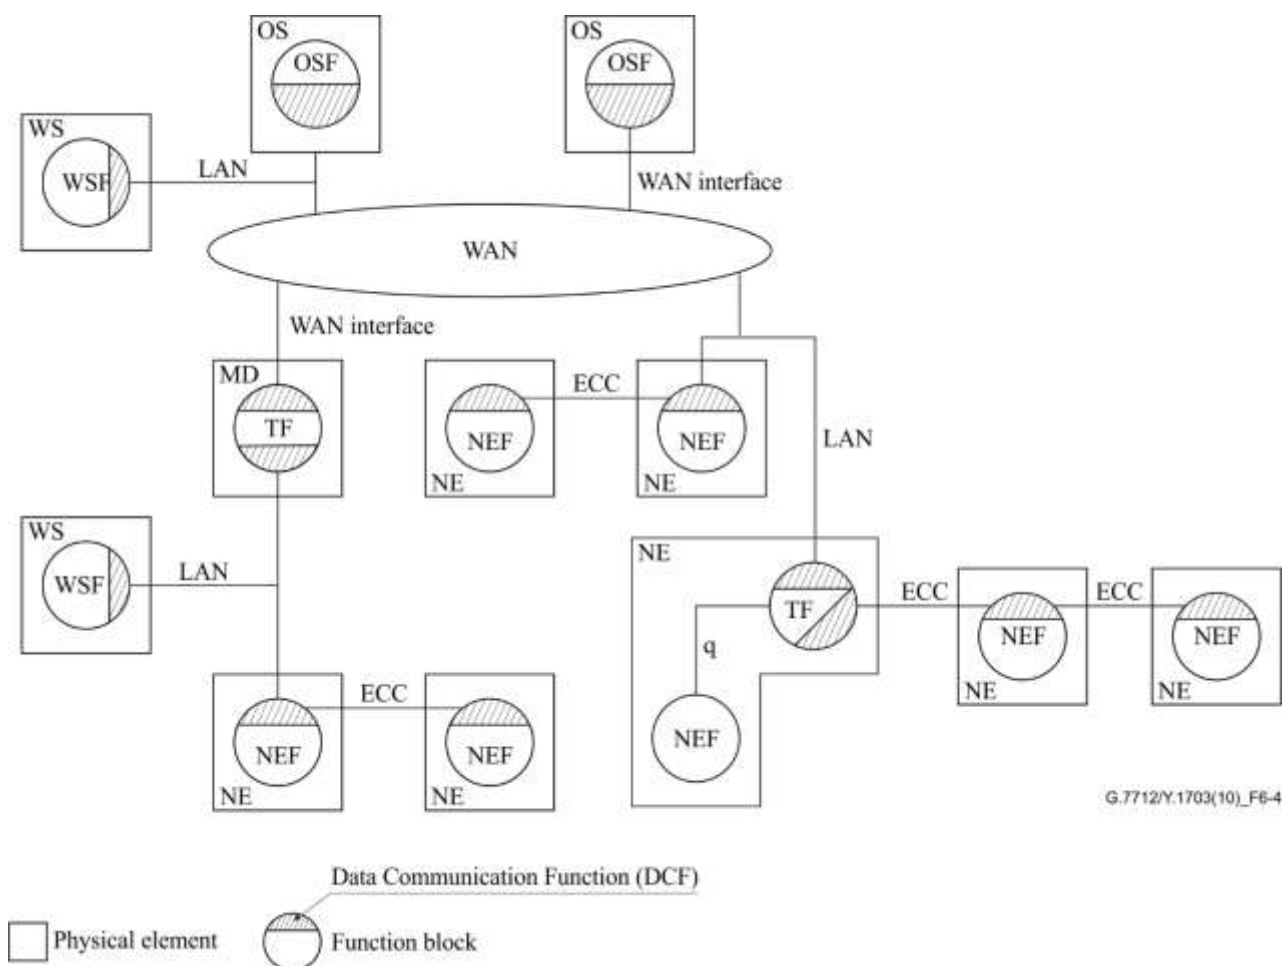 OS
OSF
OS
OSF
WS
WSF
LAN
WAN interface
WAN
WAN interface
MD
TF
ECC
NEF
NE
NEF
NE
LAN
WS
WSF
LAN
NE
TF
q
NEF
ECC
NEF
NE
ECC
NEF
NE
NEF
NE
ECC
NEF
NE
G.7712/Y.1703(10)_F6-4
Data Communication Function (DCF)
Physical element
Function block